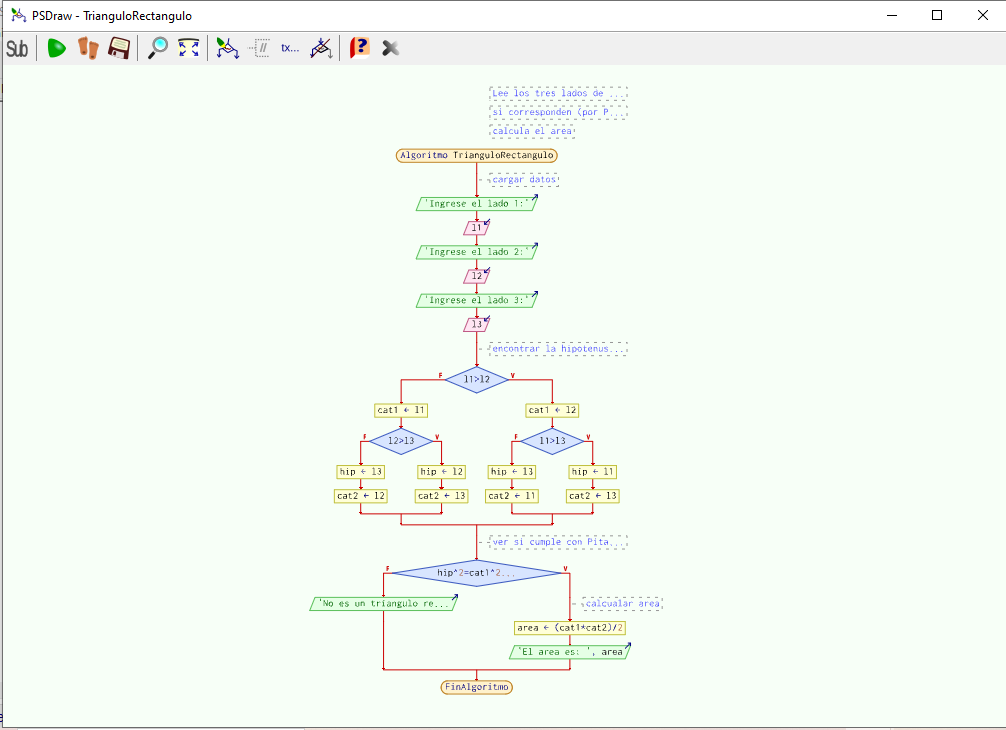 PSDraw - TrianguloRectangulo
Sub // tx... ?
Lee los tres lados de ...
si corresponden (por P...
calcula el area
Algoritmo TrianguloRectangulo
cargar datos
'Ingrese el lado 1:'
l1
'Ingrese el lado 2:'
l2
'Ingrese el lado 3:'
l3
encontrar la hipotenus...
F l1>l2 V
cat1 ← l1 cat1 ← l2
F l2>l3 V F l1>l3 V
hip ← l3 hip ← l2 hip ← l3 hip ← l1
cat2 ← l2 cat2 ← l3 cat2 ← l1 cat2 ← l3
ver si cumple con Pita...
F hip^2=cat1^2... V
'No es un triangulo re... calcualar area
area ← (cat1*cat2)/2
'El area es: ', area
FinAlgoritmo